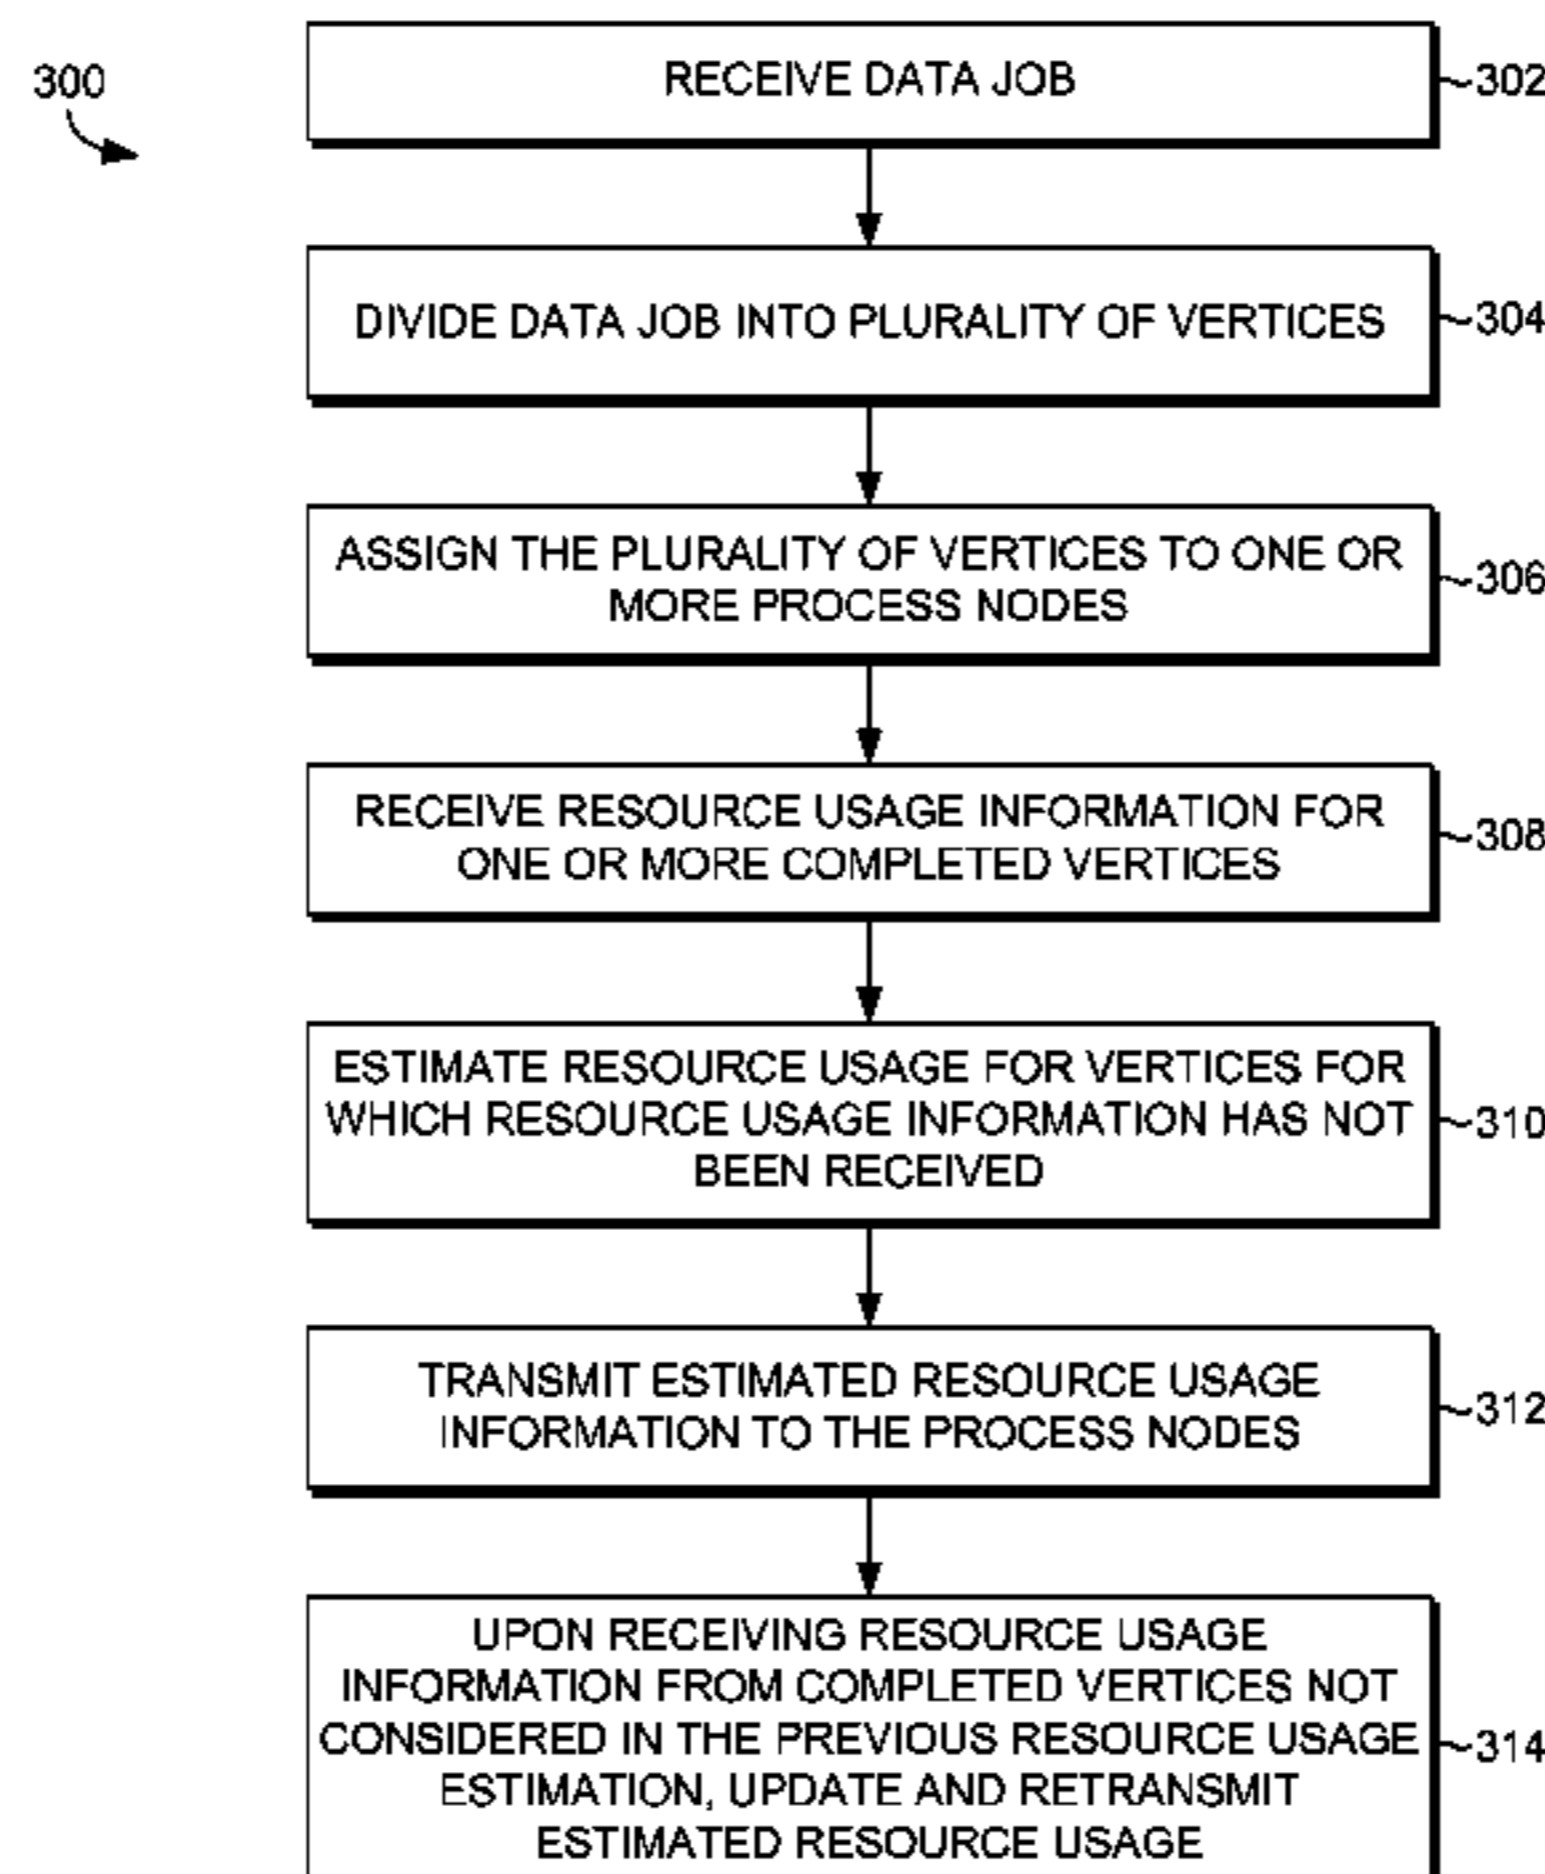 300
RECEIVE DATA JOB
302
DIVIDE DATA JOB INTO PLURALITY OF VERTICES
304
ASSIGN THE PLURALITY OF VERTICES TO ONE OR
MORE PROCESS NODES
306
RECEIVE RESOURCE USAGE INFORMATION FOR
ONE OR MORE COMPLETED VERTICES
308
ESTIMATE RESOURCE USAGE FOR VERTICES FOR
WHICH RESOURCE USAGE INFORMATION HAS NOT
BEEN RECEIVED
310
TRANSMIT ESTIMATED RESOURCE USAGE
INFORMATION TO THE PROCESS NODES
312
UPON RECEIVING RESOURCE USAGE
INFORMATION FROM COMPLETED VERTICES NOT
CONSIDERED IN THE PREVIOUS RESOURCE USAGE
ESTIMATION, UPDATE AND RETRANSMIT
ESTIMATED RESOURCE USAGE
314